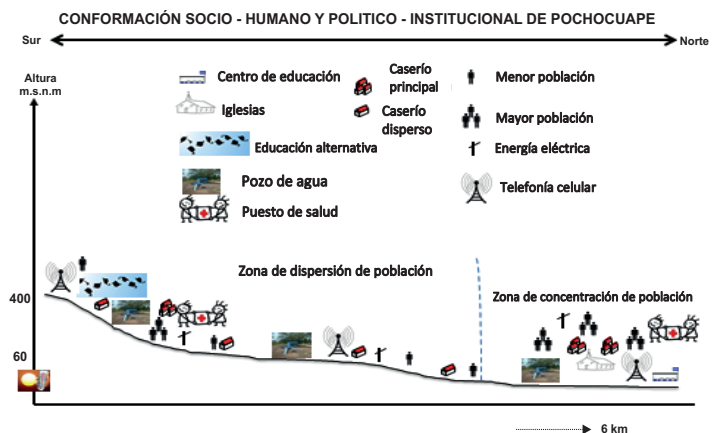 CONFORMACIÓN SOCIO - HUMANO Y POLITICO - INSTITUCIONAL DE POCHOCUAPE
Sur
Norte
Altura
m.s.n.m
Centro de educación
Iglesias
Educación alternativa
Pozo de agua
Puesto de salud
Caserío
principal
Caserío
disperso
Menor población
Mayor población
Energía eléctrica
Telefonía celular
Zona de dispersión de población
Zona de concentración de población
400
60
6 km